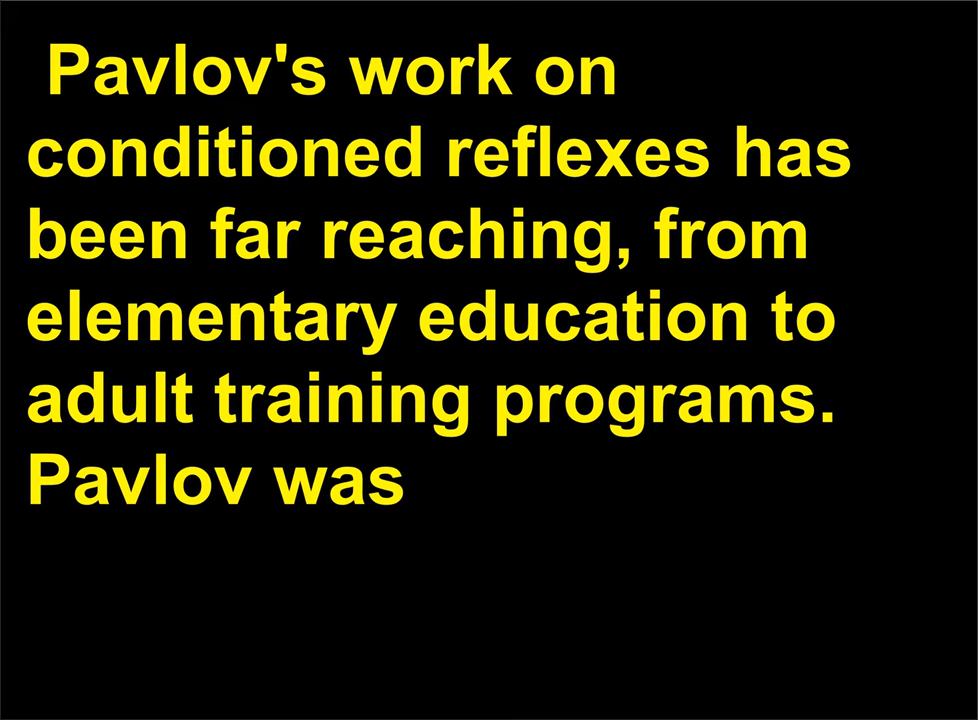 Pavlov's work on
conditioned reflexes has
been far reaching, from
elementary education to
adult training programs.
Pavlov was